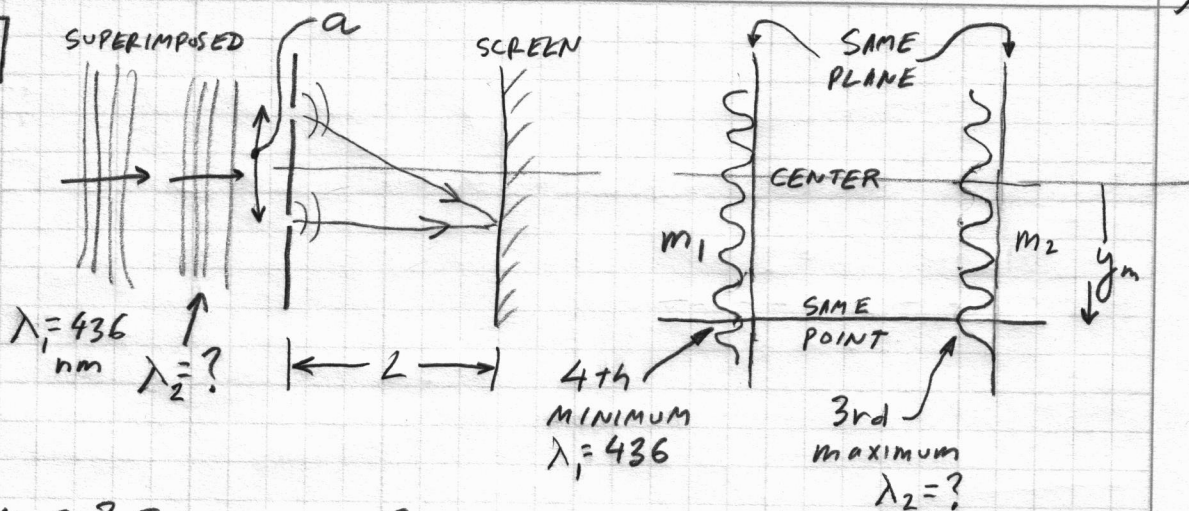 a
SUPERIMPOSED
SCREEN
SAME
PLANE
CENTER
m₁
m₂
yₘ
λ₁=436
nm
λ₂=?
L
SAME
POINT
4th
MINIMUM
λ₁=436
3rd
maximum
λ₂=?